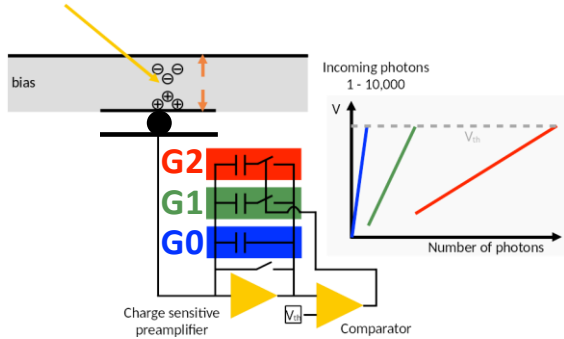 bias
Incoming photons
1 - 10,000
V
Vth
Number of photons
G2
G1
G0
Charge sensitive
preamplifier
Vth
Comparator